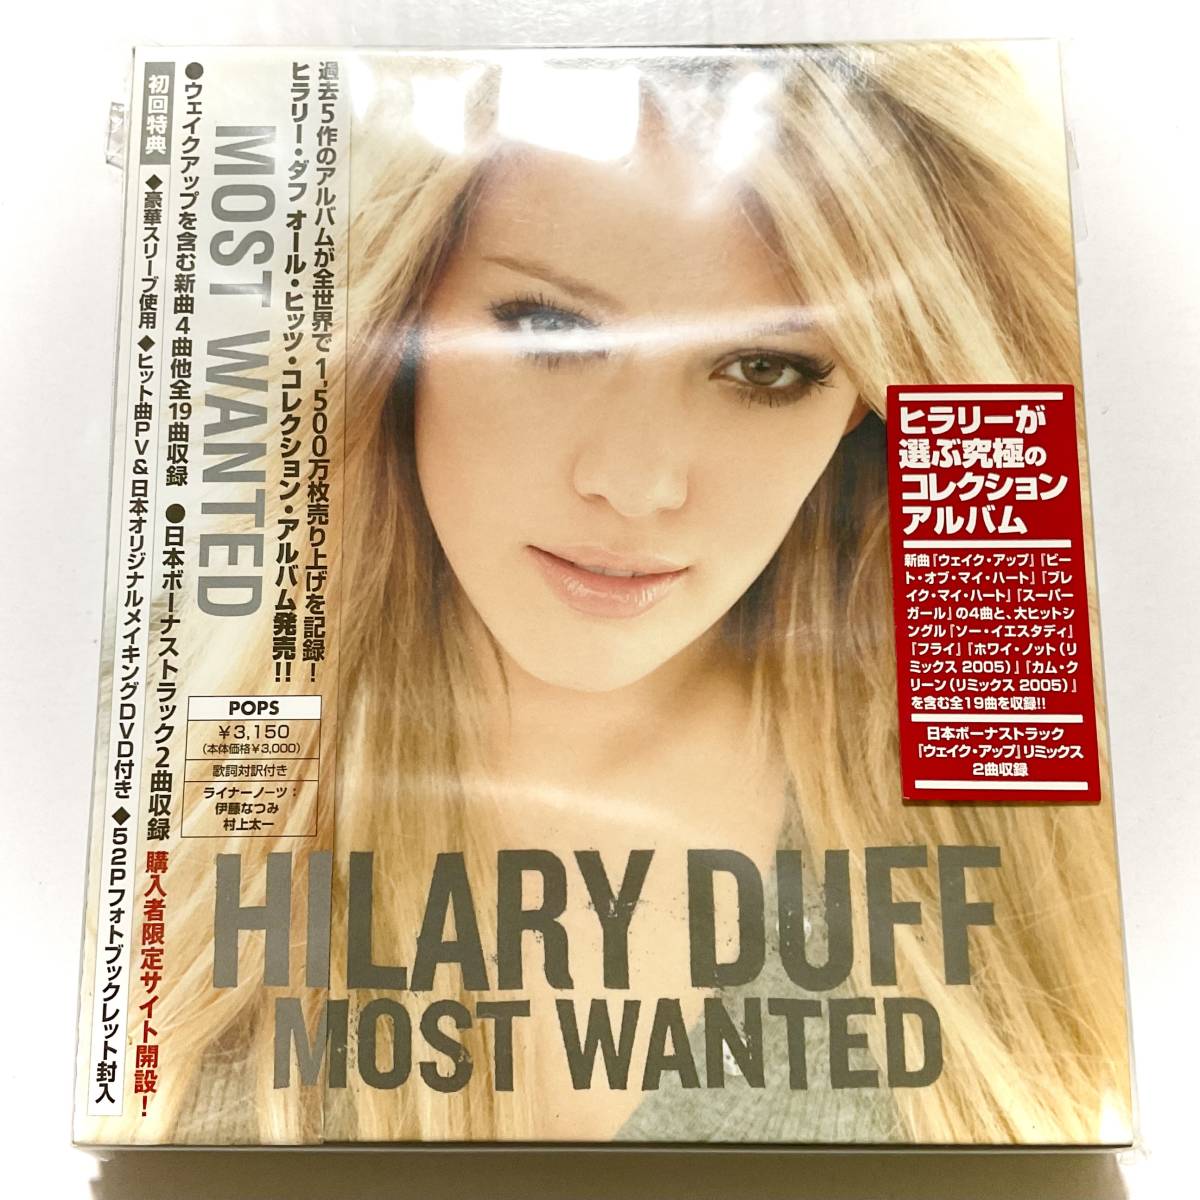 過去5作のアルバムが全世界で1,500万枚売り上げを記録!
ヒラリー・ダフ オール・ヒッツ・コレクション・アルバム発売!!
MOST WANTED
●ウェイクアップを含む新曲4曲他全19曲収録 ●日本ボーナストラック2曲収録 購入者限定サイト開設!
初回特典 ◆豪華スリーブ使用 ◆ヒット曲PV&日本オリジナルメイキングDVD付き ◆52Pフォトブックレット封入
POPS
¥3,150
(本体価格¥3,000)
歌詞対訳付き
ライナーノーツ:
伊藤なつみ
村上太一
ヒラリーが
選ぶ究極の
コレクション
アルバム
新曲『ウェイク・アップ』『ビー
ト・オブ・マイ・ハート』『ブレ
イク・マイ・ハート』『スーパー
ガール』の4曲と、大ヒットシ
ングル『ソー・イエスタディ』
『フライ』『ホワイ・ノット(リ
ミックス 2005)』『カム・ク
リーン(リミックス 2005)』
を含む全19曲を収録!!
日本ボーナストラック
『ウェイク・アップ』リミックス
2曲収録
HILARY DUFF
MOST WANTED